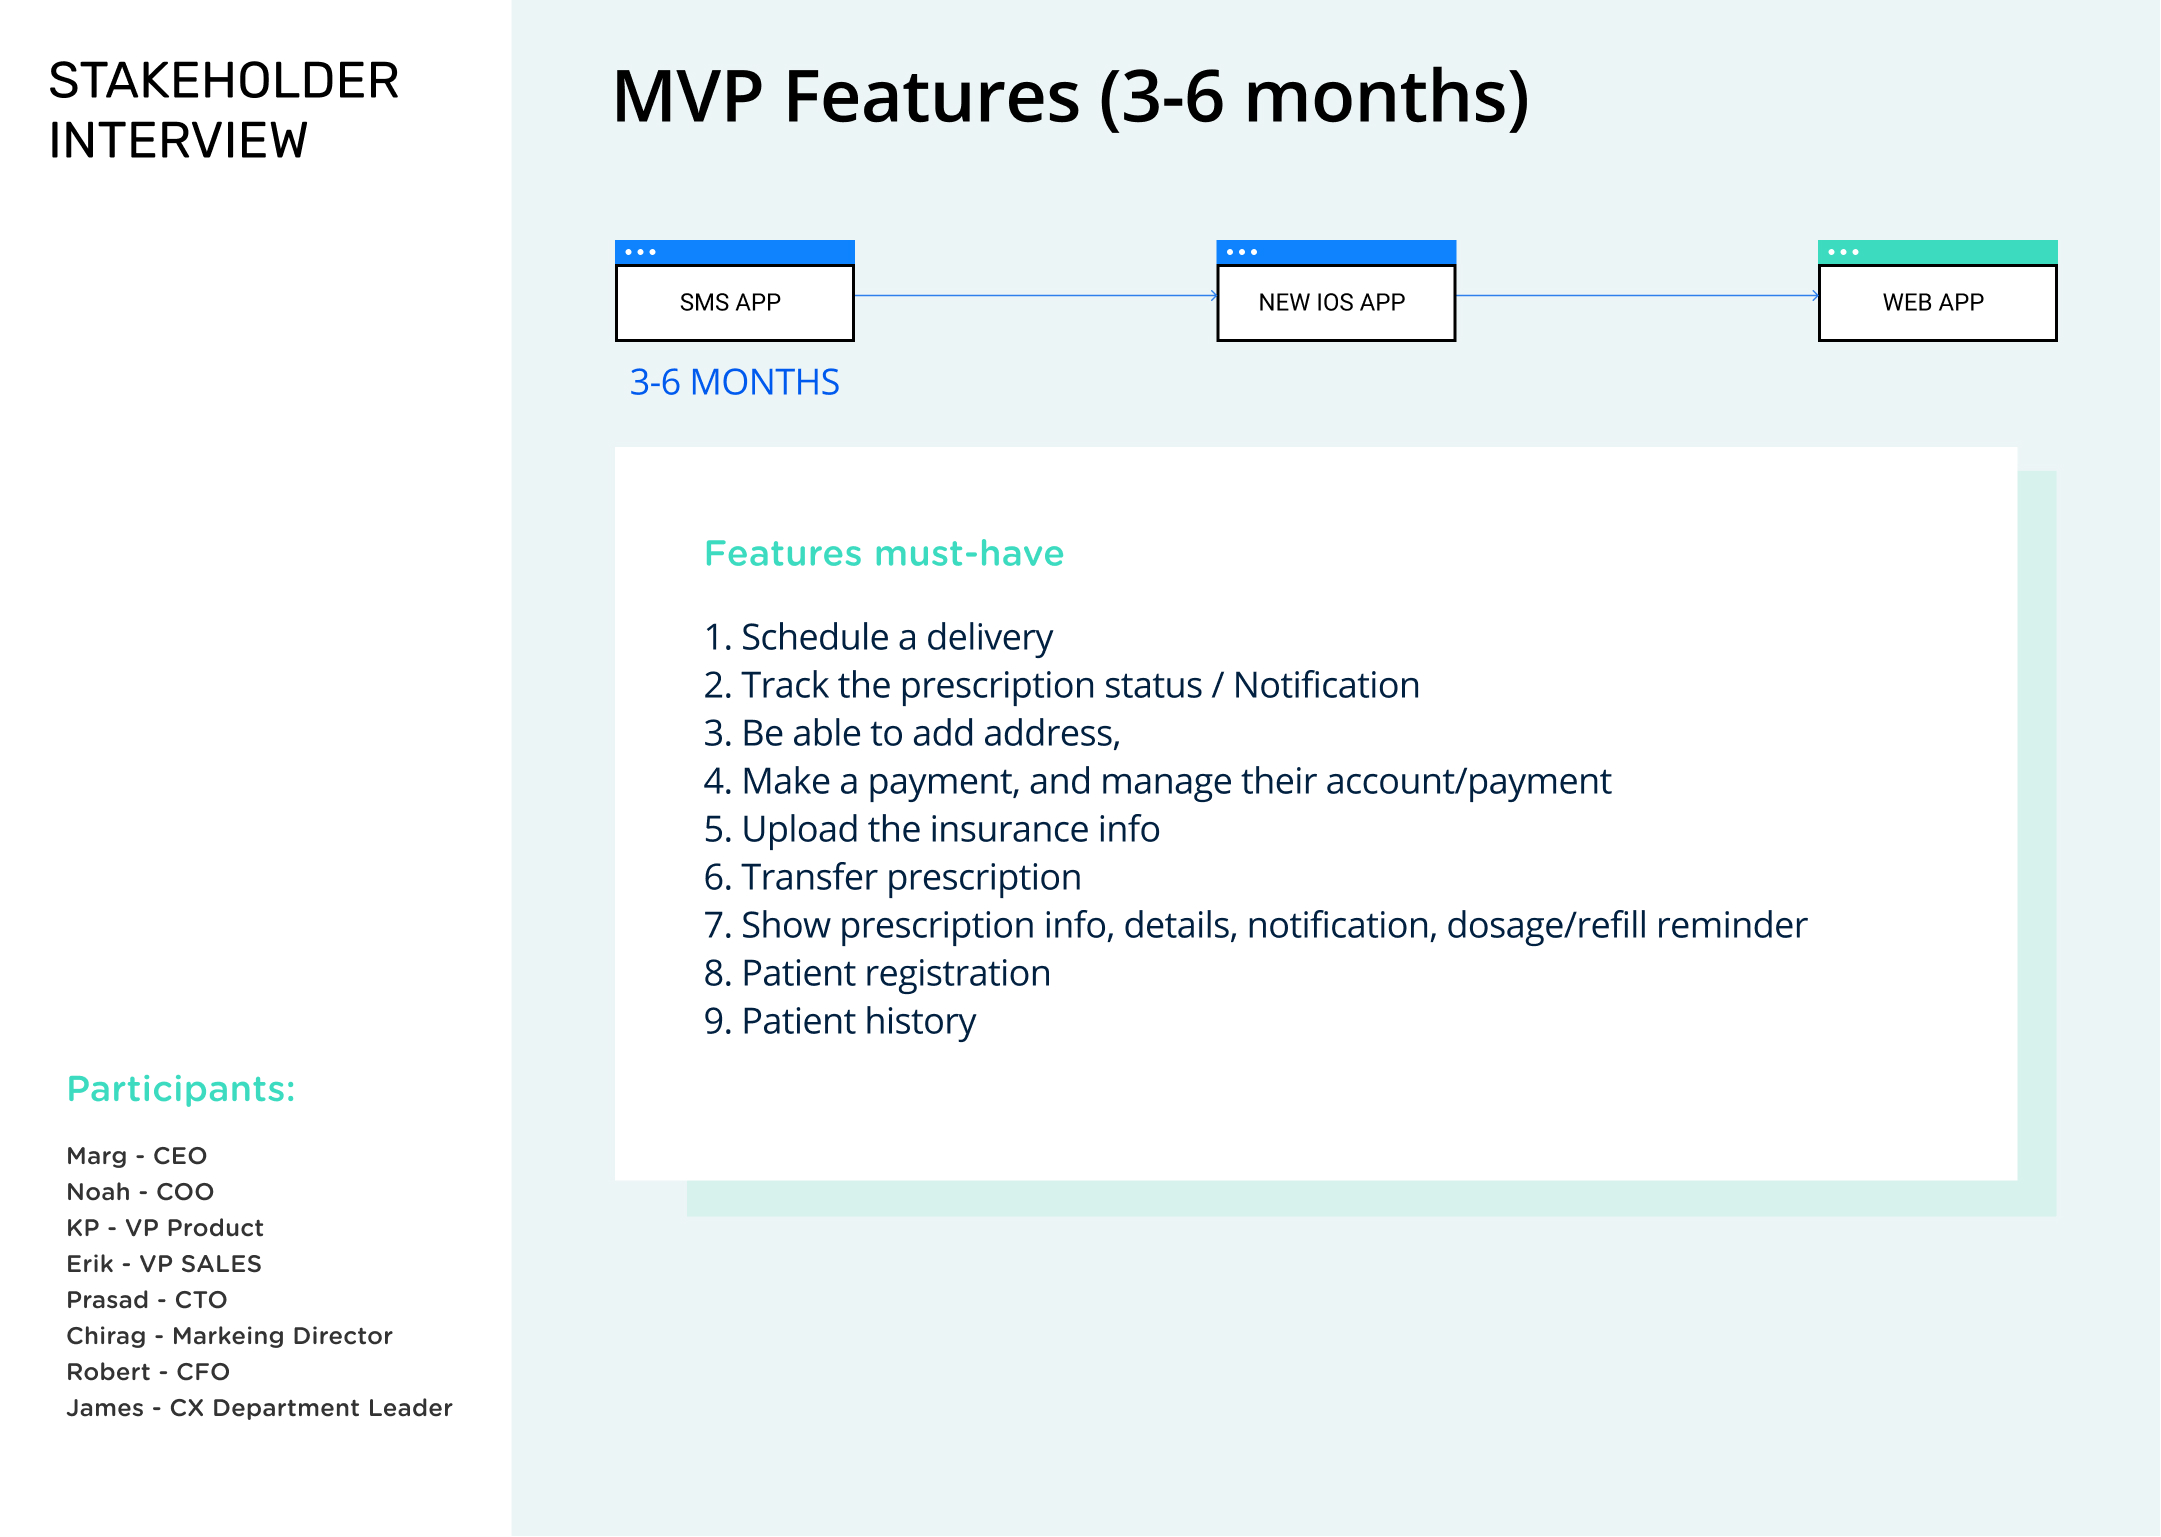 STAKEHOLDER
INTERVIEW
MVP Features (3-6 months)
SMS APP
NEW IOS APP
WEB APP
3-6 MONTHS
Features must-have
1. Schedule a delivery
2. Track the prescription status / Notification
3. Be able to add address,
4. Make a payment, and manage their account/payment
5. Upload the insurance info
6. Transfer prescription
7. Show prescription info, details, notification, dosage/refill reminder
8. Patient registration
9. Patient history
Participants:
Marg - CEO
Noah - COO
KP - VP Product
Erik - VP SALES
Prasad - CTO
Chirag - Markeing Director
Robert - CFO
James - CX Department Leader